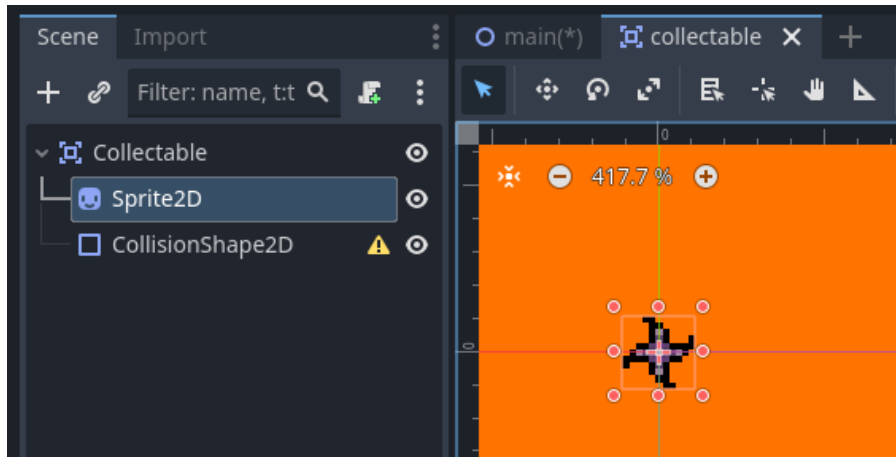 Scene Import
main(*) collectable
Filter: name, t:t
0
Collectable
417.7 %
Sprite2D
CollisionShape2D
0